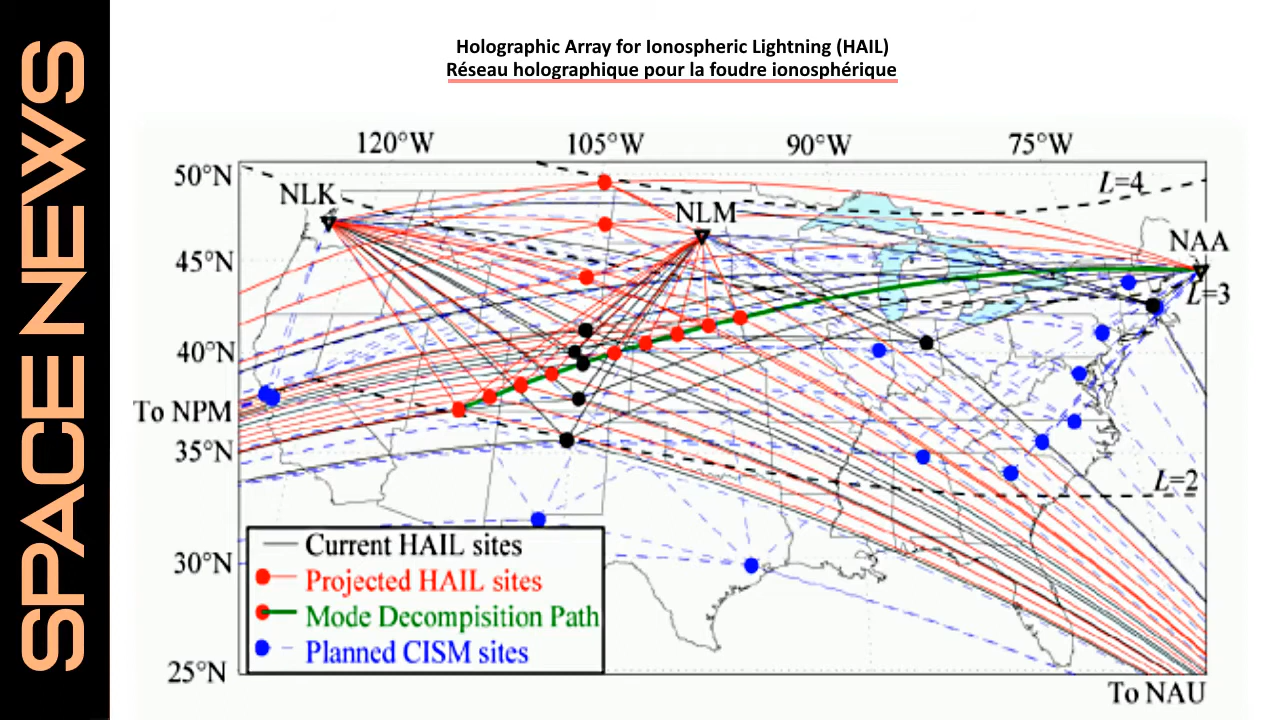 SPACE NEWS
Holographic Array for Ionospheric Lightning (HAIL)
Réseau holographique pour la foudre ionosphérique
120°W 105°W 90°W 75°W
50°N
L=4
NLK
NLM
NAA
45°N
L=3
40°N
To NPM
35°N
L=2
Current HAIL sites
30°N
Projected HAIL sites
Mode Decompisition Path
Planned CISM sites
25°N
To NAU